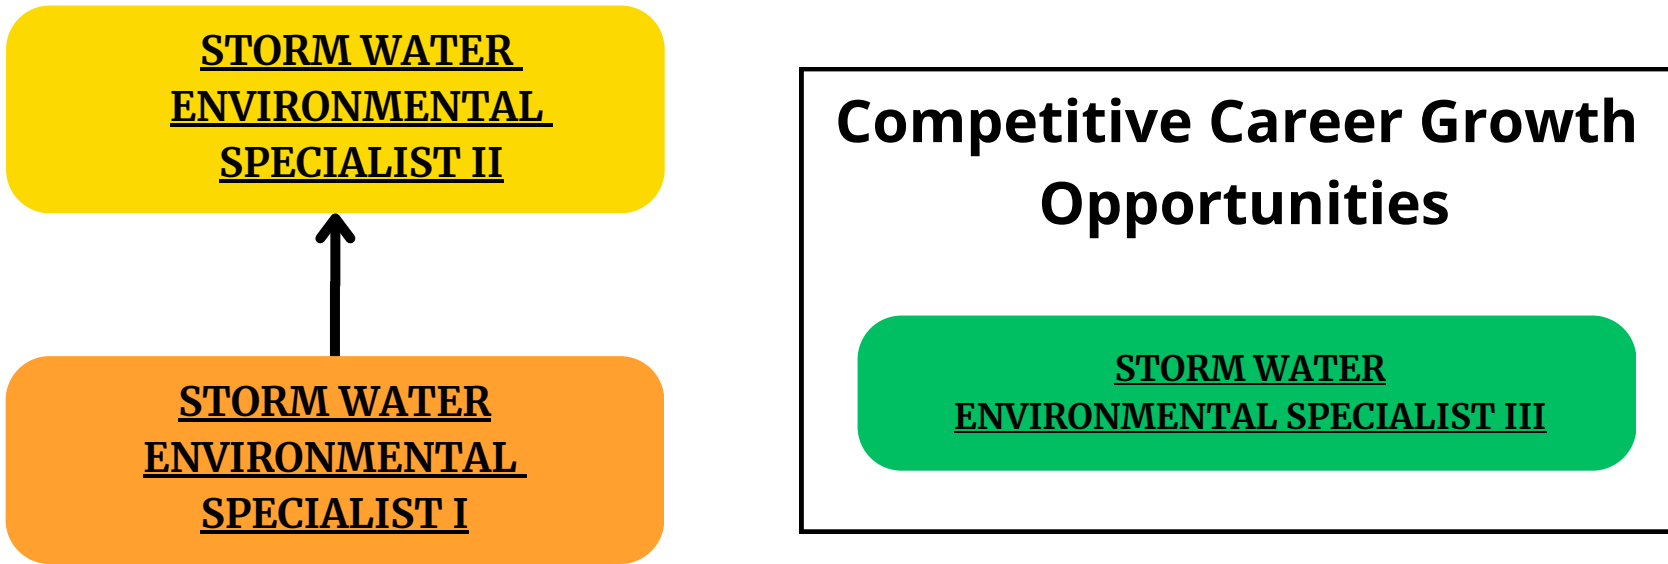 STORM WATER
ENVIRONMENTAL
SPECIALIST II
STORM WATER
ENVIRONMENTAL
SPECIALIST I
Competitive Career Growth
Opportunities
STORM WATER
ENVIRONMENTAL SPECIALIST III